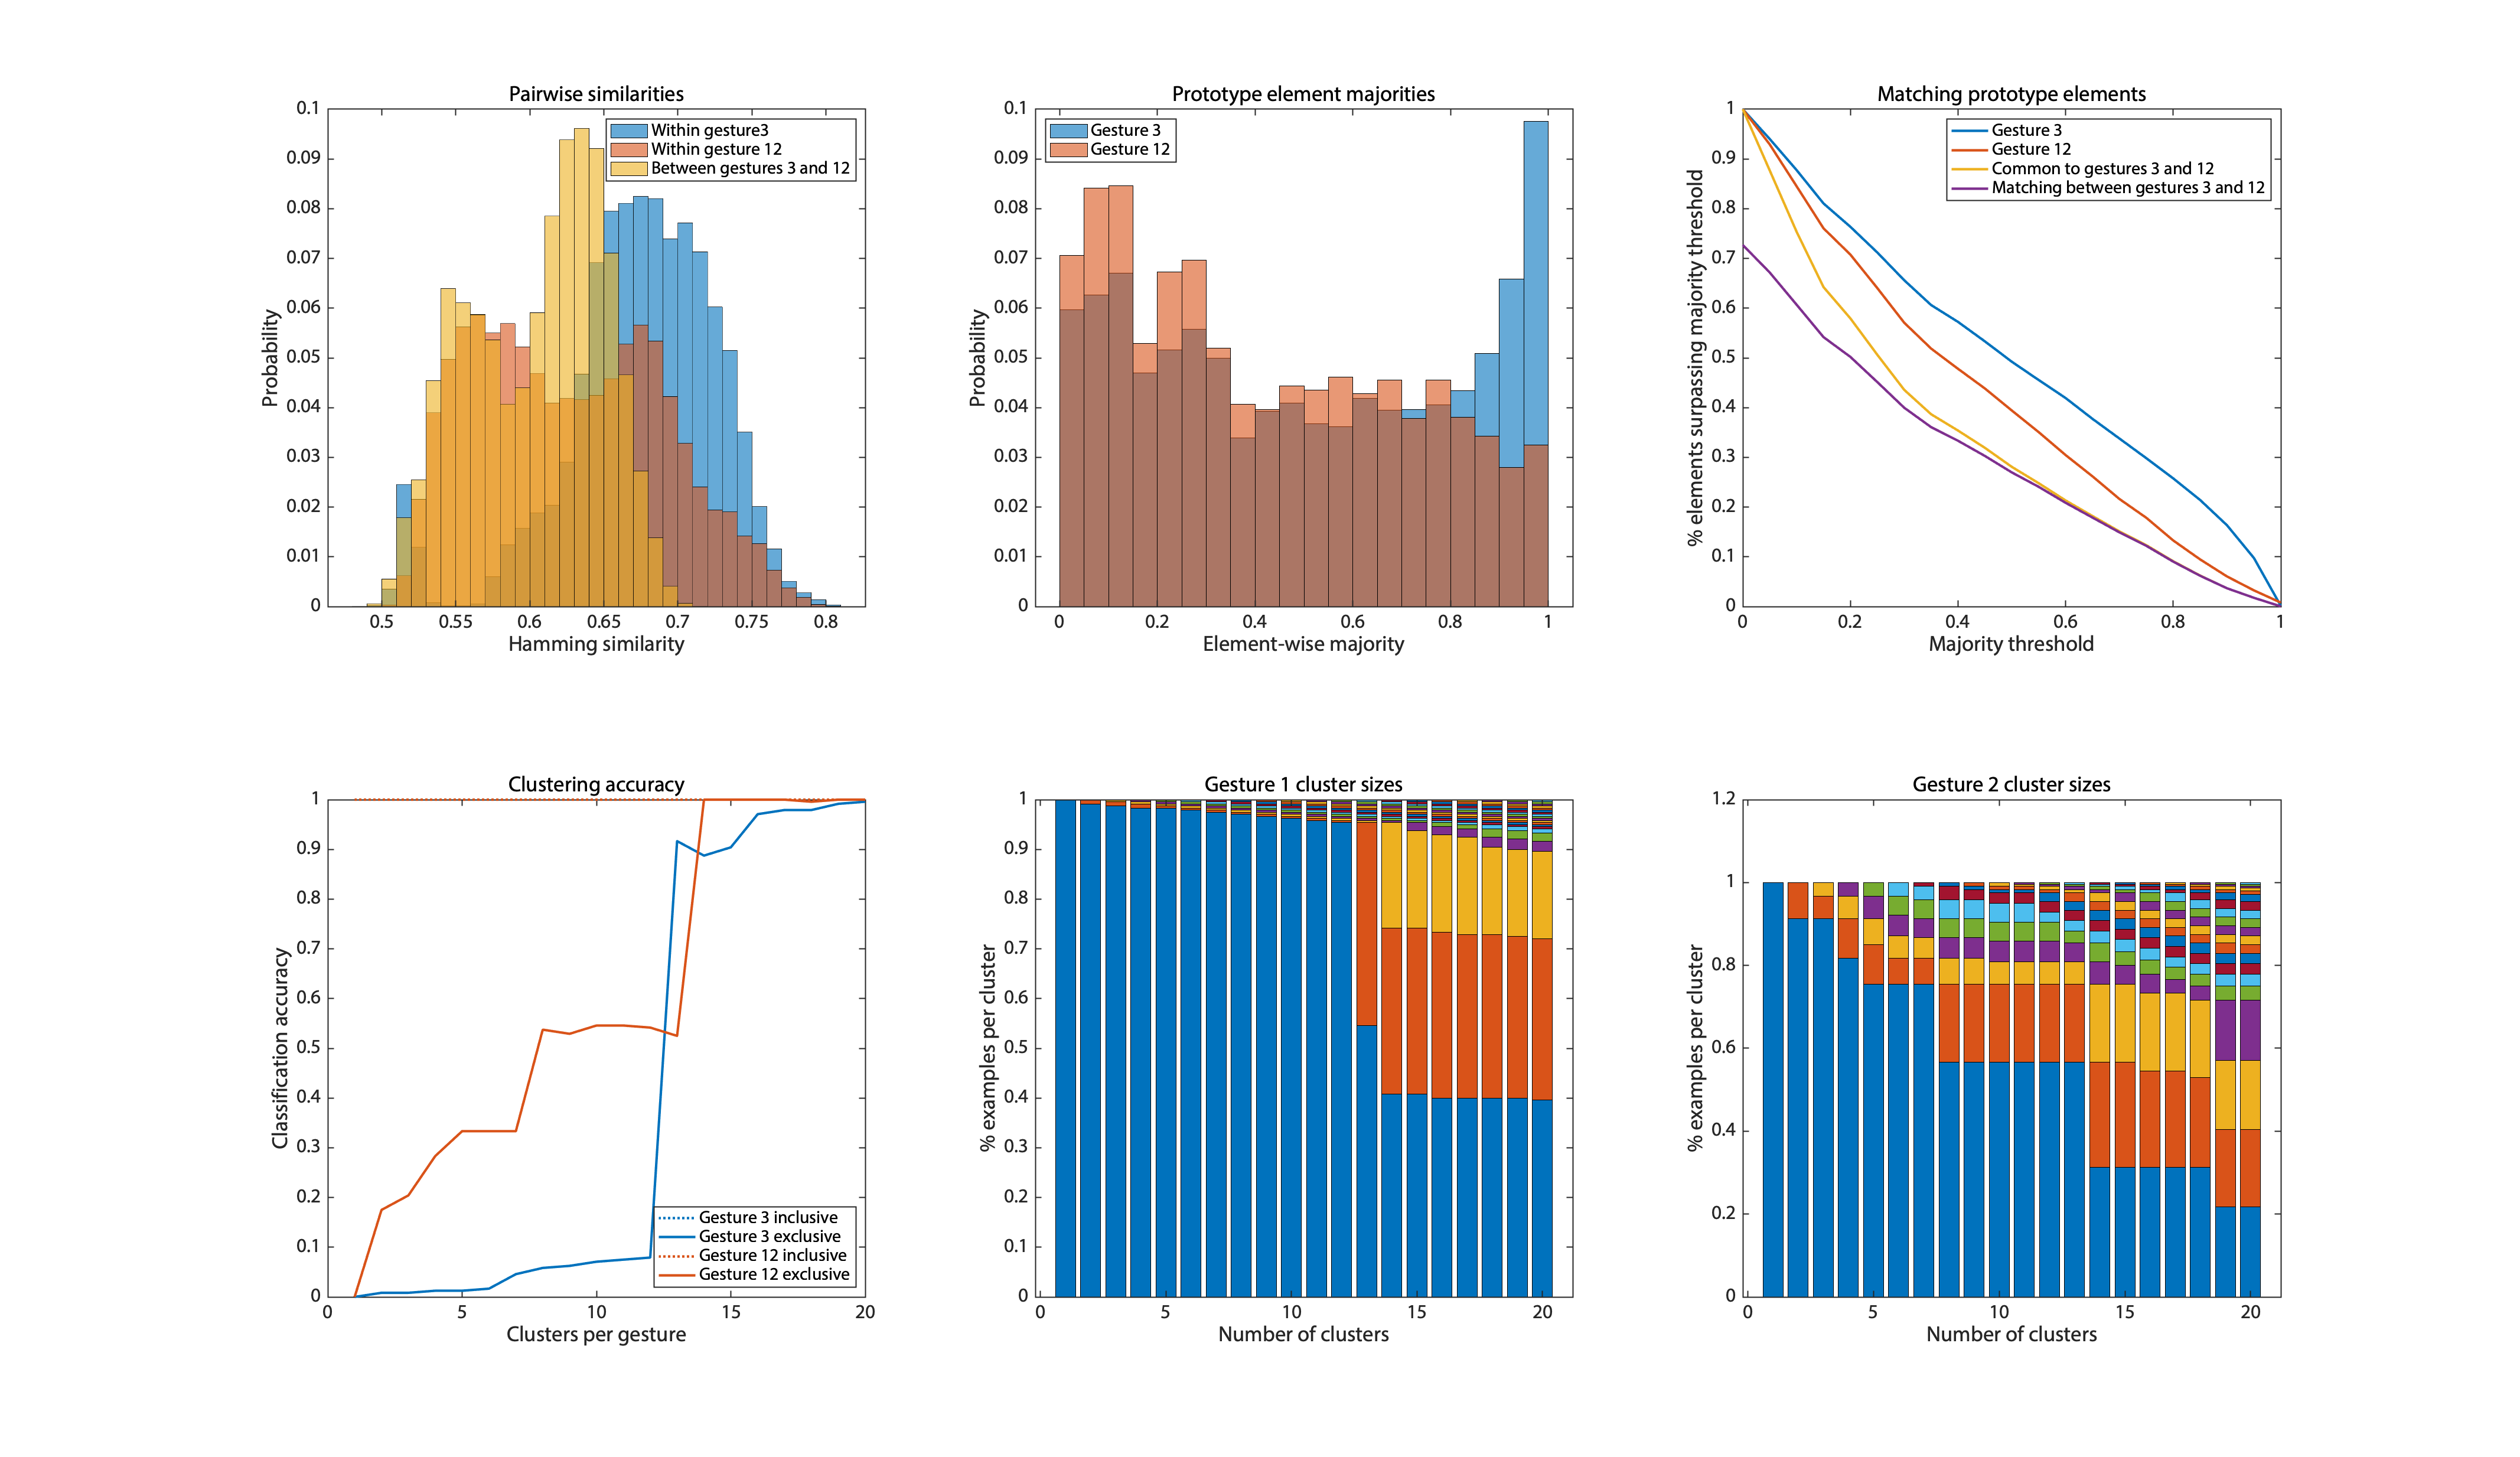 Pairwise similarities
0.1
0.09
0.08
0.07
0.06
0.05
0.04
0.03
0.02
0.01
0
Probability
Within gesture3
Within gesture 12
Between gestures 3 and 12
0.5 0.55 0.6 0.65 0.7 0.75 0.8
Hamming similarity
Prototype element majorities
0.1
0.09
0.08
0.07
0.06
0.05
0.04
0.03
0.02
0.01
0
Probability
Gesture 3
Gesture 12
0 0.2 0.4 0.6 0.8 1
Element-wise majority
Matching prototype elements
1
0.9
0.8
0.7
0.6
0.5
0.4
0.3
0.2
0.1
0
% elements surpassing majority threshold
Gesture 3
Gesture 12
Common to gestures 3 and 12
Matching between gestures 3 and 12
0 0.2 0.4 0.6 0.8 1
Majority threshold
Clustering accuracy
1
0.9
0.8
0.7
0.6
0.5
0.4
0.3
0.2
0.1
0
Classification accuracy
Gesture 3 inclusive
Gesture 3 exclusive
Gesture 12 inclusive
Gesture 12 exclusive
0 5 10 15 20
Clusters per gesture
Gesture 1 cluster sizes
1
0.9
0.8
0.7
0.6
0.5
0.4
0.3
0.2
0.1
0
% examples per cluster
0 5 10 15 20
Number of clusters
Gesture 2 cluster sizes
1.2
1
0.8
0.6
0.4
0.2
0
% examples per cluster
0 5 10 15 20
Number of clusters